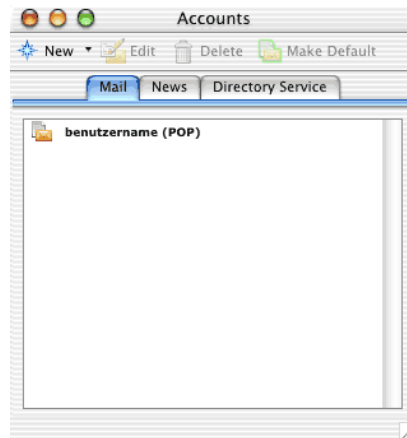 Accounts
New Edit Delete Make Default
Mail News Directory Service
benutzername (POP)